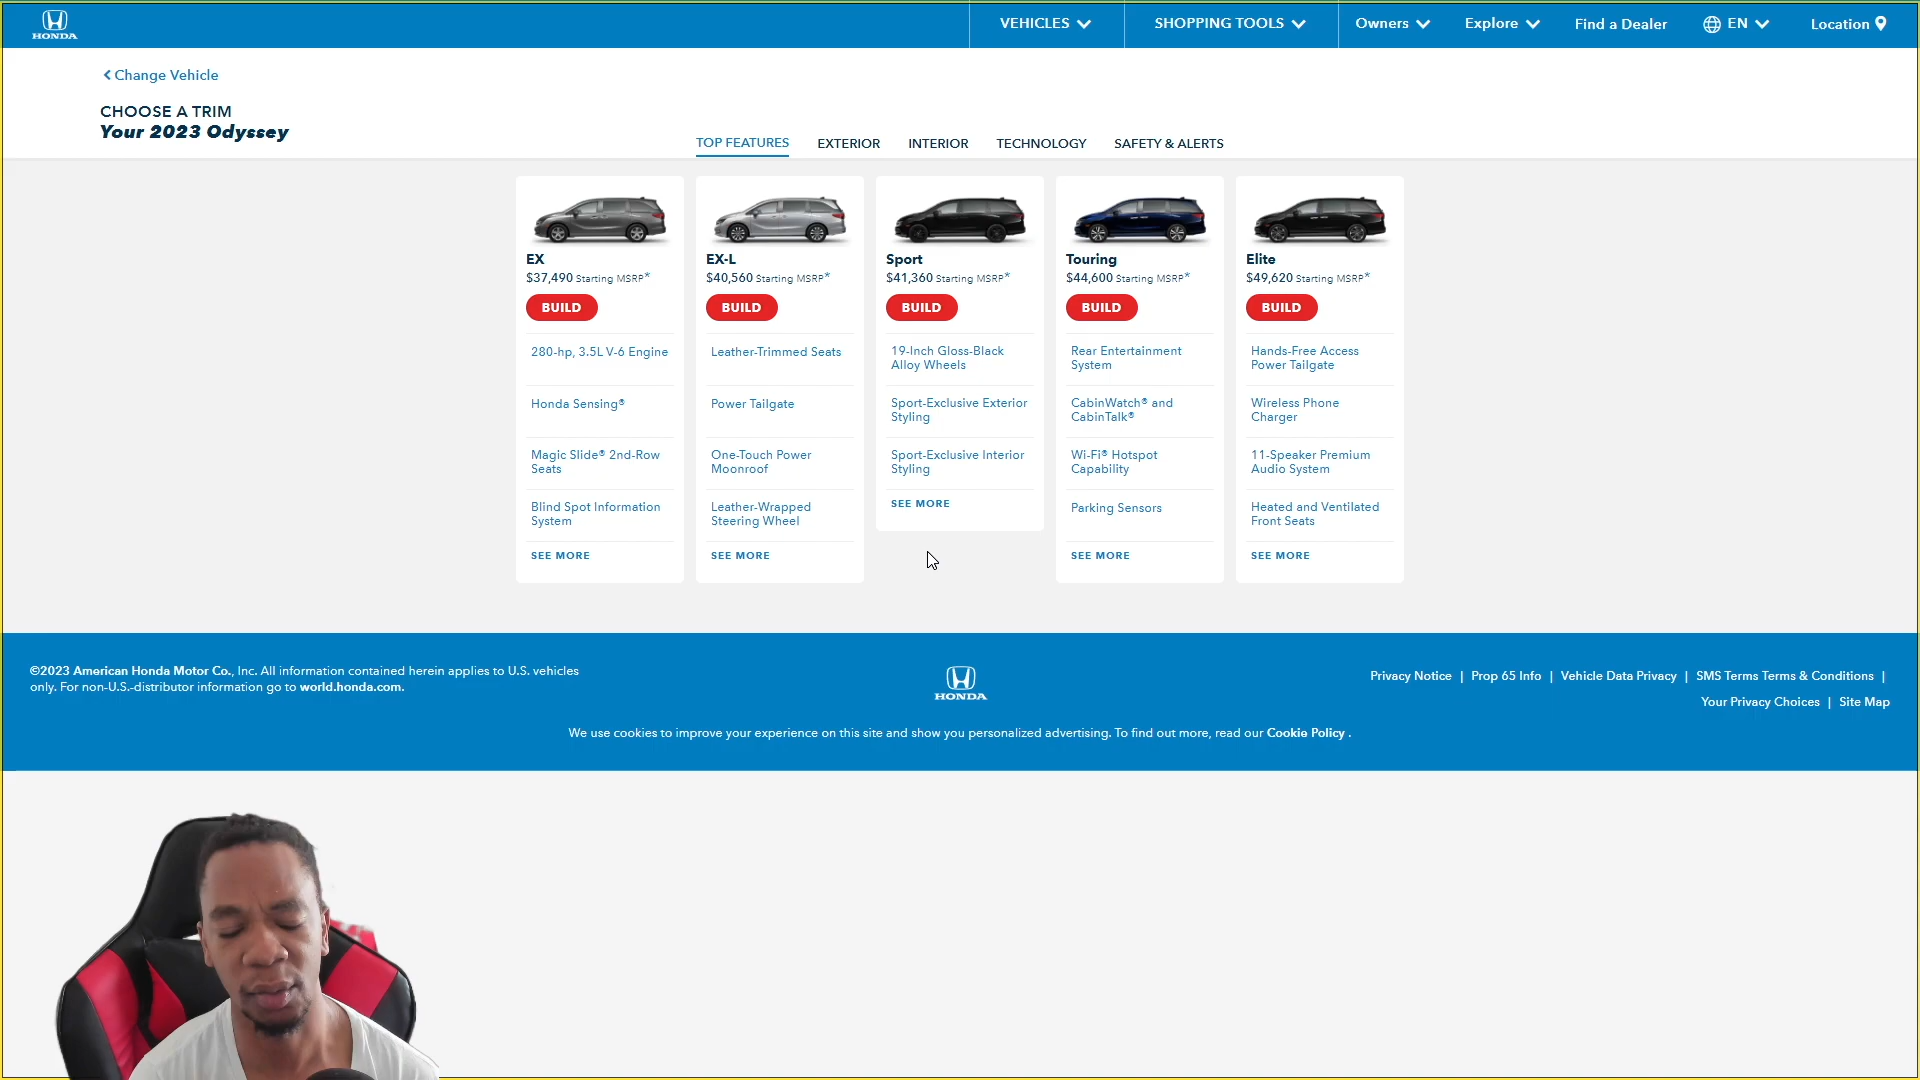 HONDA
VEHICLES
SHOPPING TOOLS
Owners
Explore
Find a Dealer
EN
Location
Change Vehicle
CHOOSE A TRIM
Your 2023 Odyssey
TOP FEATURES
EXTERIOR
INTERIOR
TECHNOLOGY
SAFETY & ALERTS
EX
$37,490 Starting MSRP*
BUILD
280-hp, 3.5L V-6 Engine
Honda Sensing®
Magic Slide® 2nd-Row
Seats
Blind Spot Information
System
SEE MORE
EX-L
$40,560 Starting MSRP*
BUILD
Leather-Trimmed Seats
Power Tailgate
One-Touch Power
Moonroof
Leather-Wrapped
Steering Wheel
SEE MORE
Sport
$41,360 Starting MSRP*
BUILD
19-Inch Gloss-Black
Alloy Wheels
Sport-Exclusive Exterior
Styling
Sport-Exclusive Interior
Styling
SEE MORE
Touring
$44,600 Starting MSRP*
BUILD
Rear Entertainment
System
CabinWatch® and
CabinTalk®
Wi-Fi® Hotspot
Capability
Parking Sensors
SEE MORE
Elite
$49,620 Starting MSRP*
BUILD
Hands-Free Access
Power Tailgate
Wireless Phone
Charger
11-Speaker Premium
Audio System
Heated and Ventilated
Front Seats
SEE MORE
©2023 American Honda Motor Co., Inc. All information contained herein applies to U.S. vehicles
only. For non-U.S.-distributor information go to world.honda.com.
HONDA
Privacy Notice | Prop 65 Info | Vehicle Data Privacy | SMS Terms Terms & Conditions |
Your Privacy Choices | Site Map
We use cookies to improve your experience on this site and show you personalized advertising. To find out more, read our Cookie Policy .